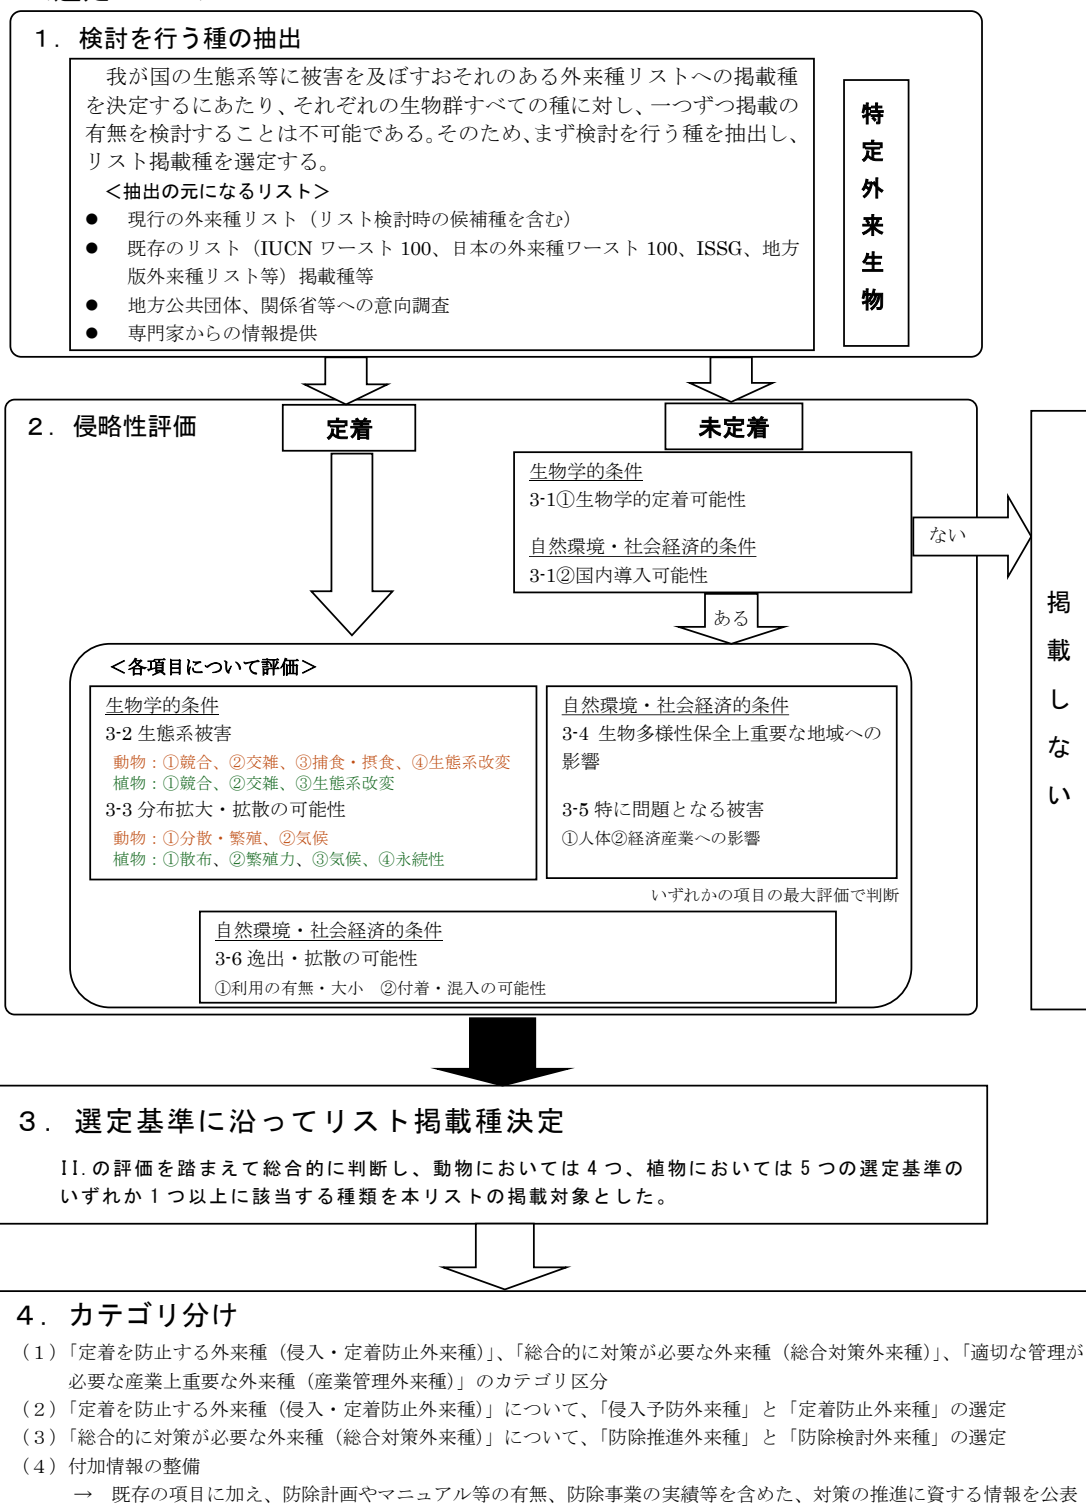 1. 検討を行う種の抽出
我が国の生態系等に被害を及ぼすおそれのある外来種リストへの掲載種
を決定するにあたり、それぞれの生物群すべての種に対し、一つずつ掲載の
有無を検討することは不可能である。そのため、まず検討を行う種を抽出し、
リスト掲載種を選定する。
＜抽出の元になるリスト＞
● 現行の外来種リスト（リスト検討時の候補種を含む）
● 既存のリスト（IUCN ワースト 100、日本の外来種ワースト 100、ISSG、地方
版外来種リスト等）掲載種等
● 地方公共団体、関係省等への意向調査
● 専門家からの情報提供
特定外来生物
2. 侵略性評価
定着
未定着
生物学的条件
3-1①生物学的定着可能性
自然環境・社会経済的条件
3-1②国内導入可能性
ない
ある
掲載しない
＜各項目について評価＞
生物学的条件
3-2 生態系被害
動物：①競合、②交雑、③捕食・摂食、④生態系改変
植物：①競合、②交雑、③生態系改変
3-3 分布拡大・拡散の可能性
動物：①分散・繁殖、②気候
植物：①散布、②繁殖力、③気候、④永続性
自然環境・社会経済的条件
3-4 生物多様性保全上重要な地域への
影響
3-5 特に問題となる被害
①人体②経済産業への影響
いずれかの項目の最大評価で判断
自然環境・社会経済的条件
3-6 逸出・拡散の可能性
①利用の有無・大小 ②付着・混入の可能性
3. 選定基準に沿ってリスト掲載種決定
II.の評価を踏まえて総合的に判断し、動物においては４つ、植物においては５つの選定基準の
いずれか１つ以上に該当する種類を本リストの掲載対象とした。
4. カテゴリ分け
（１）「定着を防止する外来種（侵入・定着防止外来種）」、「総合的に対策が必要な外来種（総合対策外来種）」、「適切な管理が
必要な産業上重要な外来種（産業管理外来種）」のカテゴリ区分
（２）「定着を防止する外来種（侵入・定着防止外来種）」について、「侵入予防外来種」と「定着防止外来種」の選定
（３）「総合的に対策が必要な外来種（総合対策外来種）」について、「防除推進外来種」と「防除検討外来種」の選定
（４）付加情報の整備
→ 既存の項目に加え、防除計画やマニュアル等の有無、防除事業の実績等を含めた、対策の推進に資する情報を公表